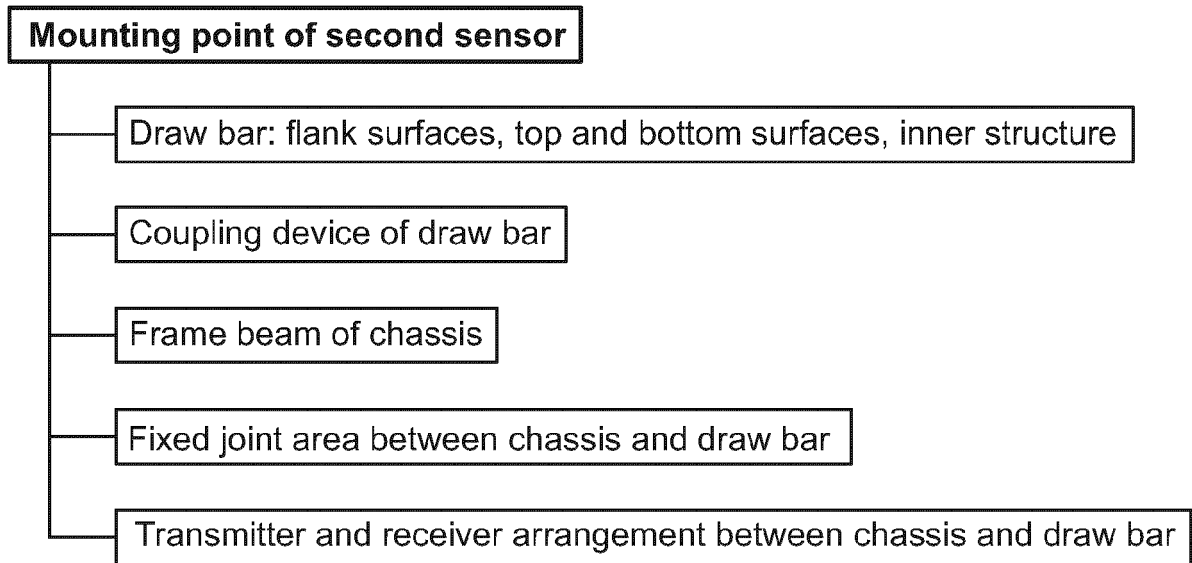 Mounting point of second sensor
Draw bar: flank surfaces, top and bottom surfaces, inner structure
Coupling device of draw bar
Frame beam of chassis
Fixed joint area between chassis and draw bar
Transmitter and receiver arrangement between chassis and draw bar